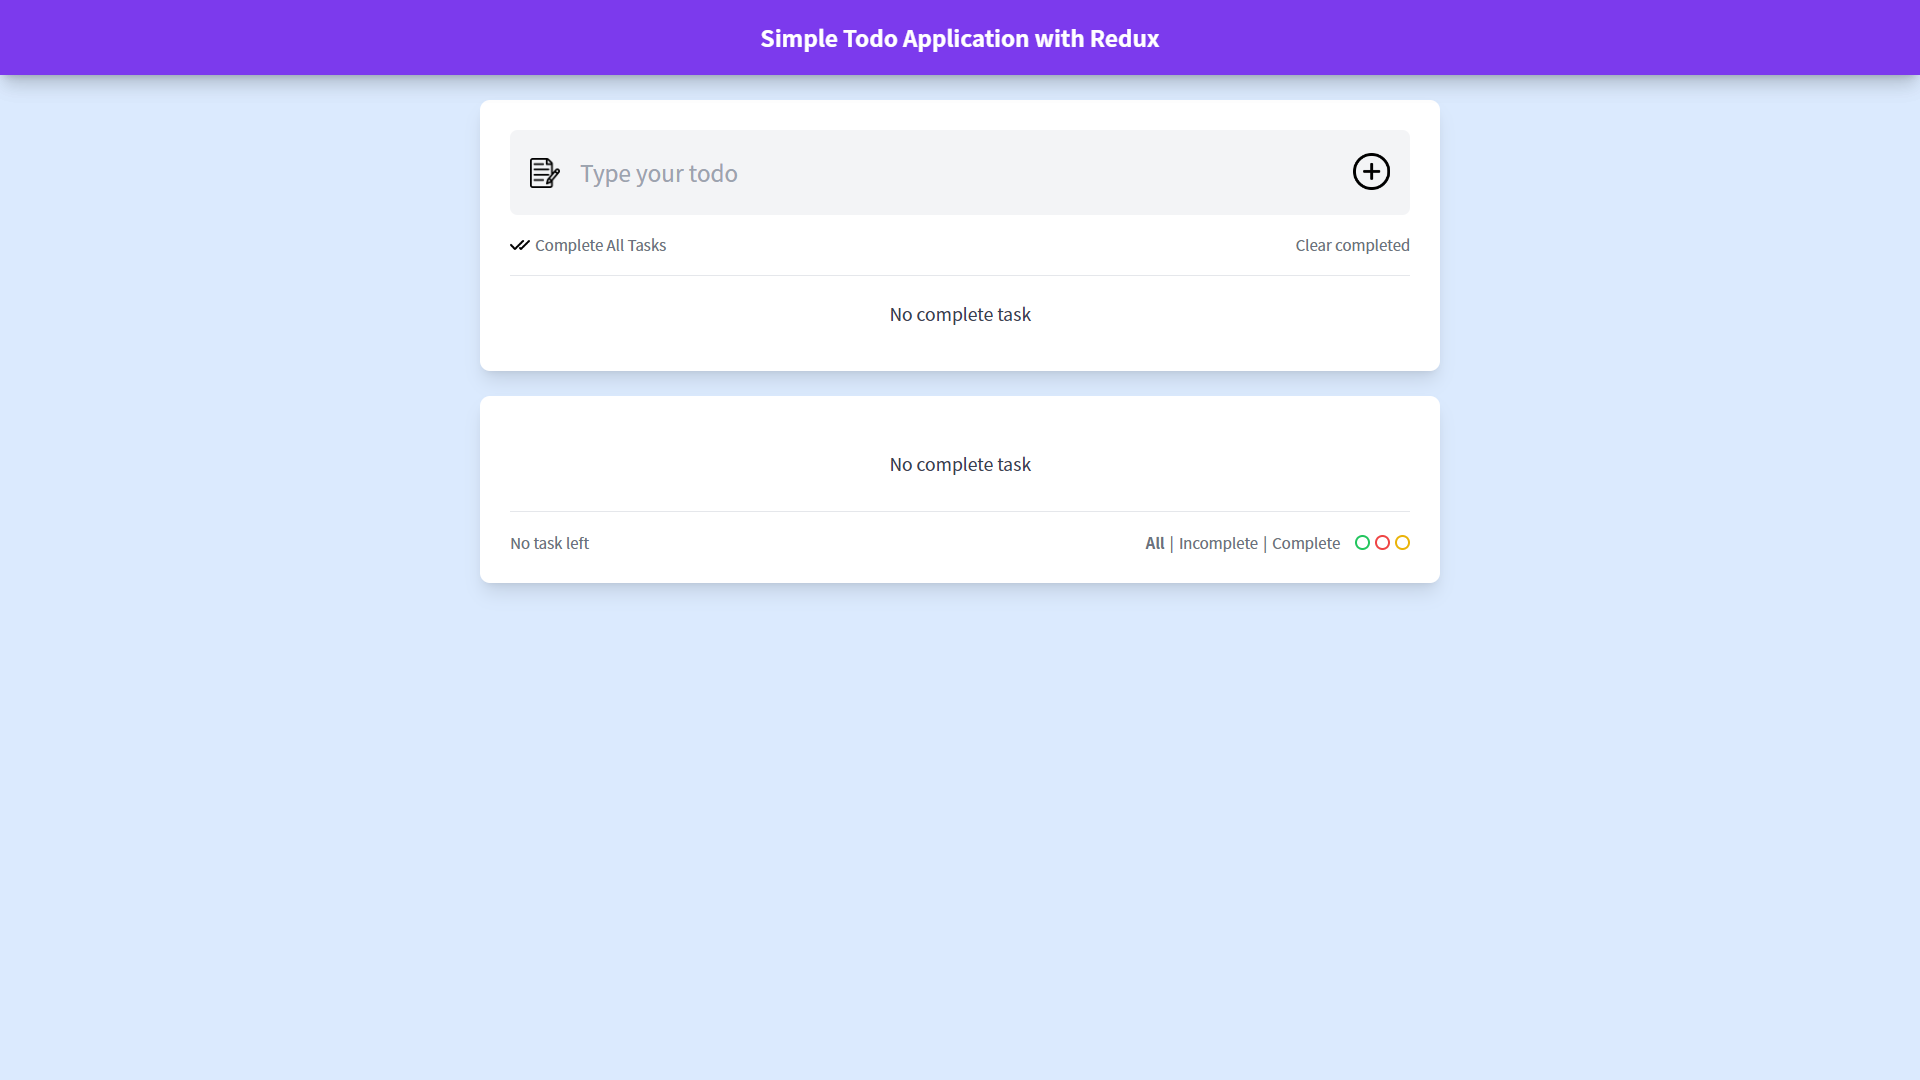 Simple Todo Application with Redux
Type your todo
Complete All Tasks
Clear completed
No complete task
No complete task
No task left
All | Incomplete | Complete